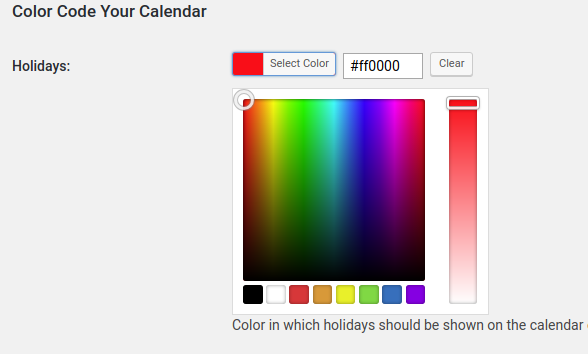 Color Code Your Calendar
Holidays:
Select Color
#ff0000
Clear
Color in which holidays should be shown on the calendar